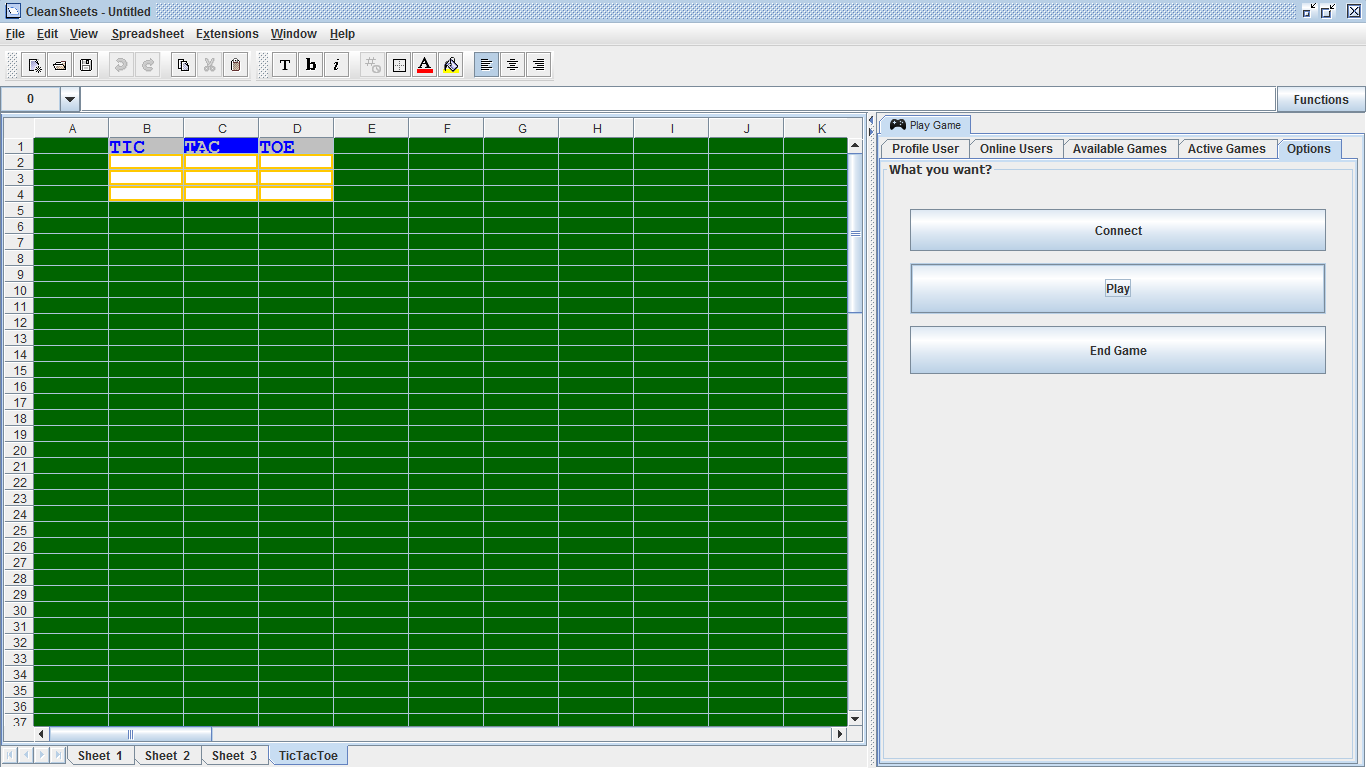 CleanSheets - Untitled
File Edit View Spreadsheet Extensions Window Help
T b i A
0 Functions
A B C D E F G H I J K
1 TIC TAC TOE
2
3
4
5
6
7
8
9
10
11
12
13
14
15
16
17
18
19
20
21
22
23
24
25
26
27
28
29
30
31
32
33
34
35
36
37
Sheet 1 Sheet 2 Sheet 3 TicTacToe
Play Game
Profile User Online Users Available Games Active Games Options
What you want?
Connect
Play
End Game